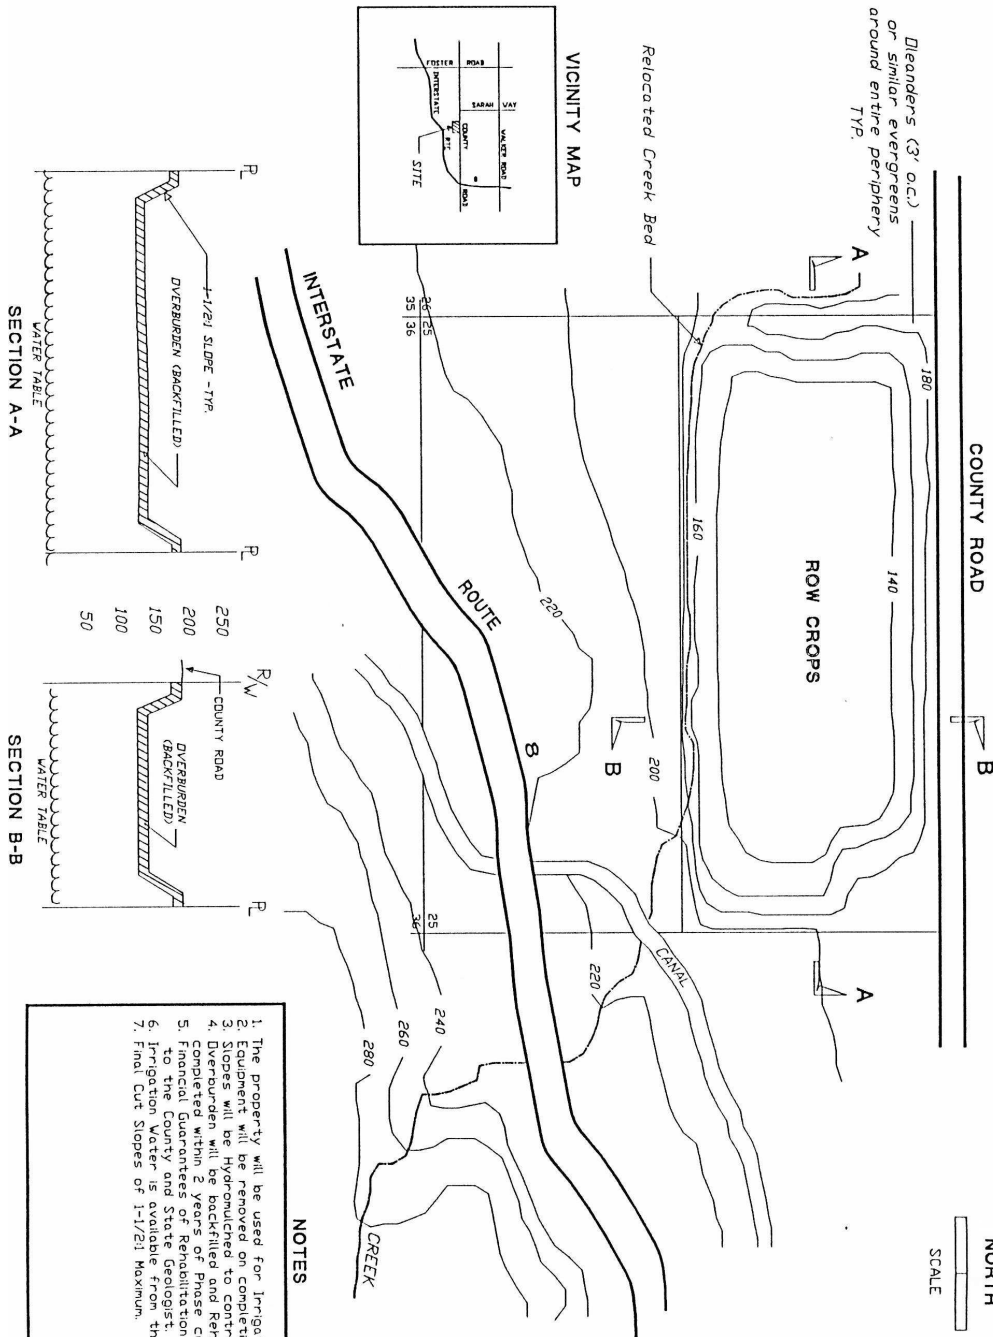 NORTH
SCALE
COUNTY ROAD
Oleanders (3' o.c.)
or similar evergreens
around entire periphery
TYP.
A
180
140
ROW CROPS
160
B
A
Relocated Creek Bed
200
B
VICINITY MAP
FOSTER ROAD
INTERSTATE
SARAH WAY
WALKER ROAD
COUNTY ROAD
RTE
8
SITE
26 25
35 36
INTERSTATE
ROUTE
8
220
CANAL
220
25
36
240
260
280
CREEK
PL
1-1/2:1 SLOPE -TYP.
OVERBURDEN (BACKFILLED)
WATER TABLE
PL
SECTION A-A
250
200
150
100
50
R/W
COUNTY ROAD
OVERBURDEN
(BACKFILLED)
WATER TABLE
PL
SECTION B-B
NOTES
1. The property will be used for
2. Equipment will be removed on
3. Slopes will be Hydromulched to
4. Overburden will be backfilled and
completed within 2 years of Phase
5. Financial Guarantees of Rehabilitation
to the County and State Geologist.
6. Irrigation Water is available from
7. Final Cut Slopes of 1-1/2:1 Maximum.